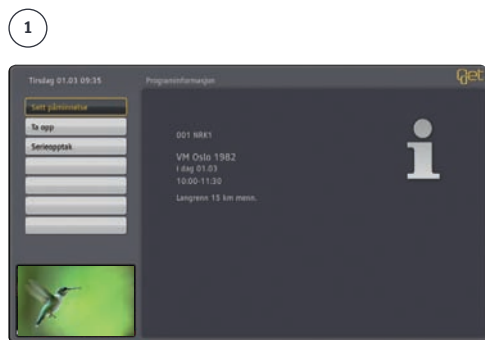 1
Tirsdag 01.03 09:35
Programinformasjon
Get
Sett påminnelse
Ta opp
Serieopptak
001 NRK1
VM Oslo 1982
I dag 01.03
10:00-11:30
Langrenn 15 km menn.